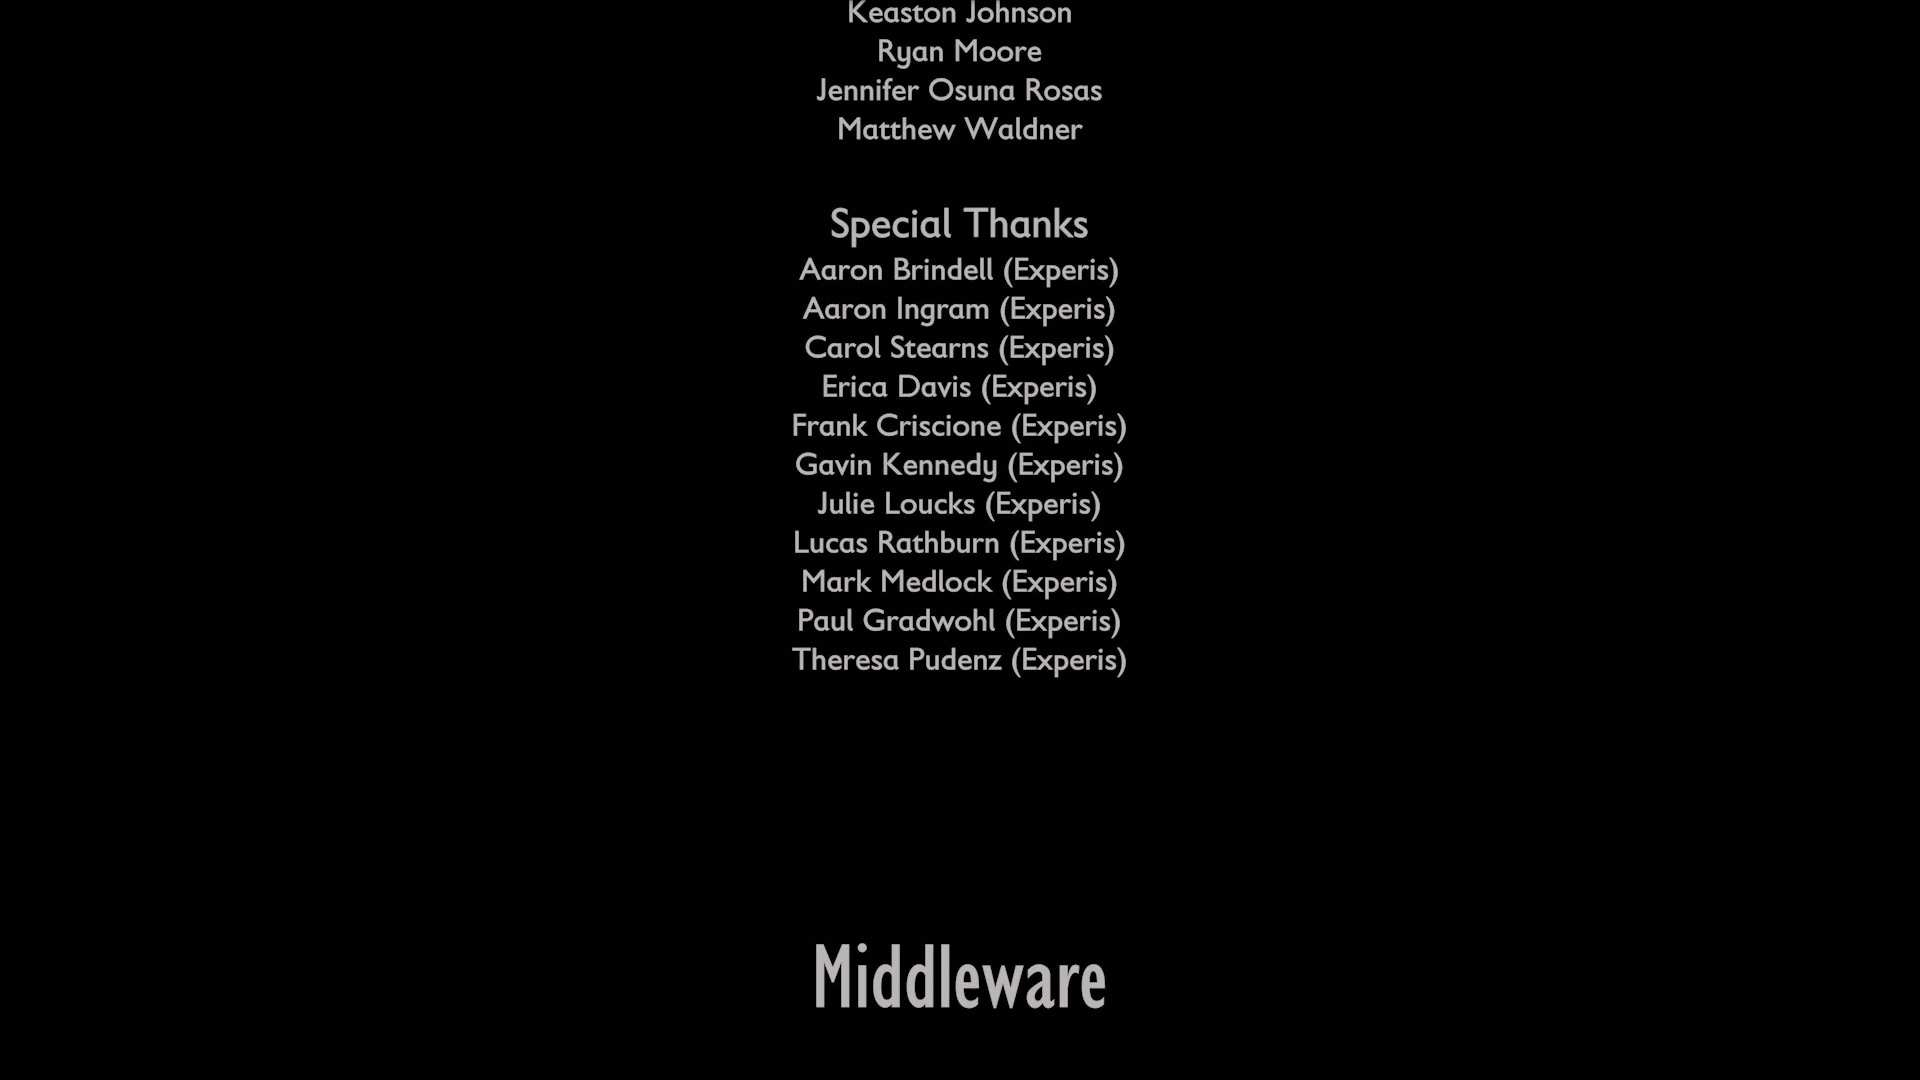 Keaston Johnson
Ryan Moore
Jennifer Osuna Rosas
Matthew Waldner
Special Thanks
Aaron Brindell (Experis)
Aaron Ingram (Experis)
Carol Stearns (Experis)
Erica Davis (Experis)
Frank Criscione (Experis)
Gavin Kennedy (Experis)
Julie Loucks (Experis)
Lucas Rathburn (Experis)
Mark Medlock (Experis)
Paul Gradwohl (Experis)
Theresa Pudenz (Experis)
Middleware